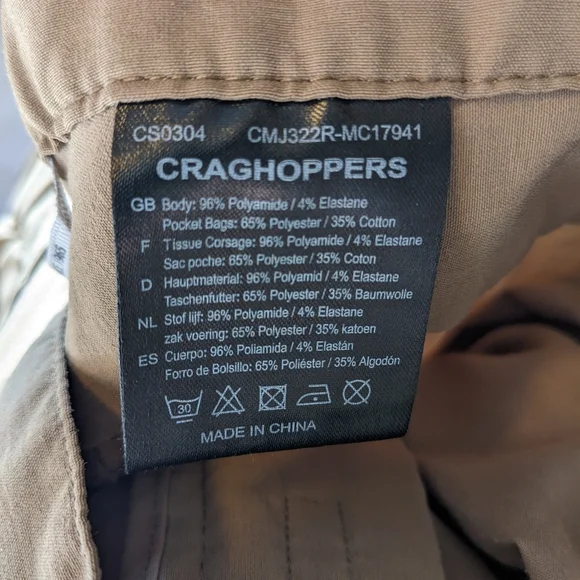 CS0304 CMJ322R-MC17941
CRAGHOPPERS
GB Body: 96% Polyamide / 4% Elastane
Pocket Bags: 65% Polyester / 35% Cotton
F Tissue Corsage: 96% Polyamide / 4% Elastane
Sac poche: 65% Polyester / 35% Coton
D Hauptmaterial: 96% Polyamid / 4% Elastane
Taschenfutter: 65% Polyester / 35% Baumwolle
NL Stof lijf: 96% Polyamide / 4% Elastane
zak voering: 65% Polyester / 35% katoen
ES Cuerpo: 96% Poliamida / 4% Elastán
Forro de Bolsillo: 65% Poliéster / 35% Algodón
30
MADE IN CHINA